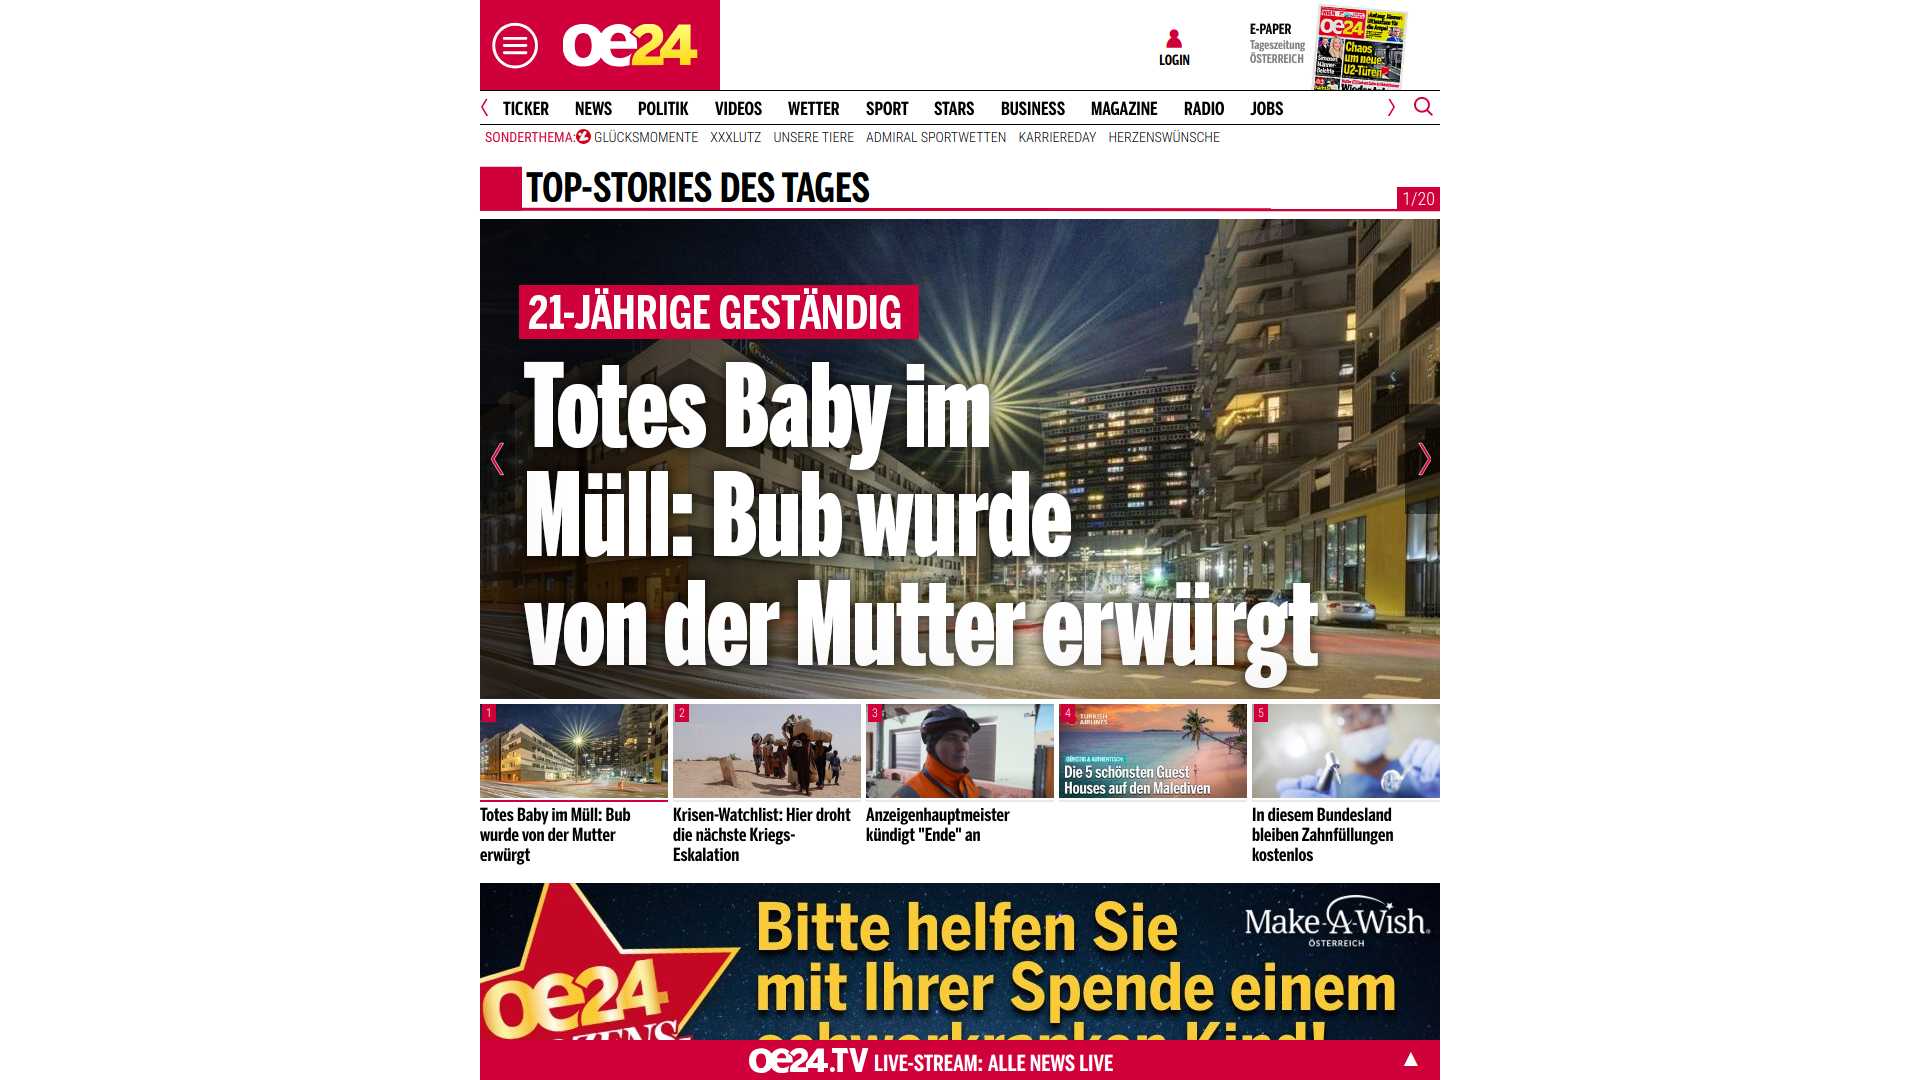 oe24
LOGIN
E-PAPER
Tageszeitung
ÖSTERREICH
oe24
Chaos
um neue
U2-Türen
TICKER NEWS POLITIK VIDEOS WETTER SPORT STARS BUSINESS MAGAZINE RADIO JOBS
SONDERTHEMA: GLÜCKSMOMENTE XXXLUTZ UNSERE TIERE ADMIRAL SPORTWETTEN KARRIEREDAY HERZENSWÜNSCHE
TOP-STORIES DES TAGES
1/20
21-JÄHRIGE GESTÄNDIG
Totes Baby im
Müll: Bub wurde
von der Mutter erwürgt
1
2
3
4
5
TURKISH
AIRLINES
GÜNSTIG & AUTHENTISCH:
Die 5 schönsten Guest
Houses auf den Malediven
Totes Baby im Müll: Bub
wurde von der Mutter
erwürgt
Krisen-Watchlist: Hier droht
die nächste Kriegs-
Eskalation
Anzeigenhauptmeister
kündigt "Ende" an
In diesem Bundesland
bleiben Zahnfüllungen
kostenlos
oe24
Bitte helfen Sie
mit Ihrer Spende einem
schwerkranken Kind!
Make-A-Wish
ÖSTERREICH
oe24.TV LIVE-STREAM: ALLE NEWS LIVE